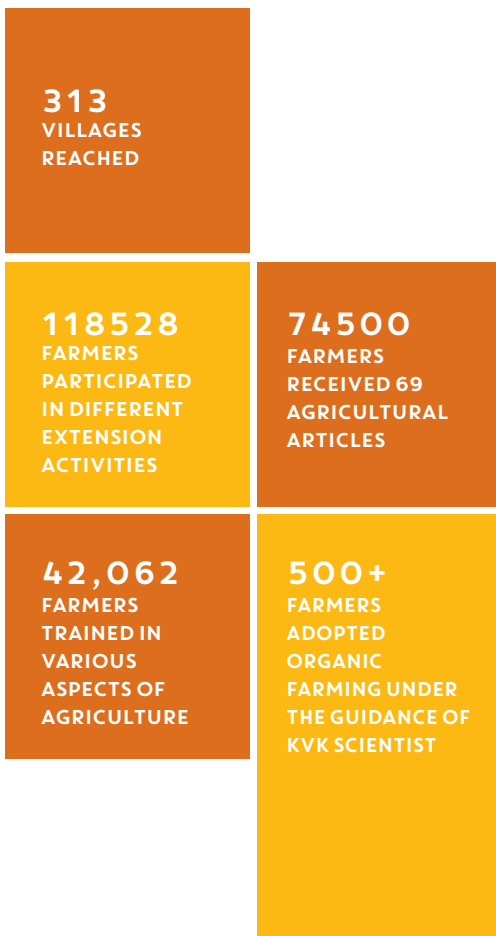 313
VILLAGES
REACHED
118528
FARMERS
PARTICIPATED
IN DIFFERENT
EXTENSION
ACTIVITIES
74500
FARMERS
RECEIVED 69
AGRICULTURAL
ARTICLES
42,062
FARMERS
TRAINED IN
VARIOUS
ASPECTS OF
AGRICULTURE
500+
FARMERS
ADOPTED
ORGANIC
FARMING UNDER
THE GUIDANCE OF
KVK SCIENTIST